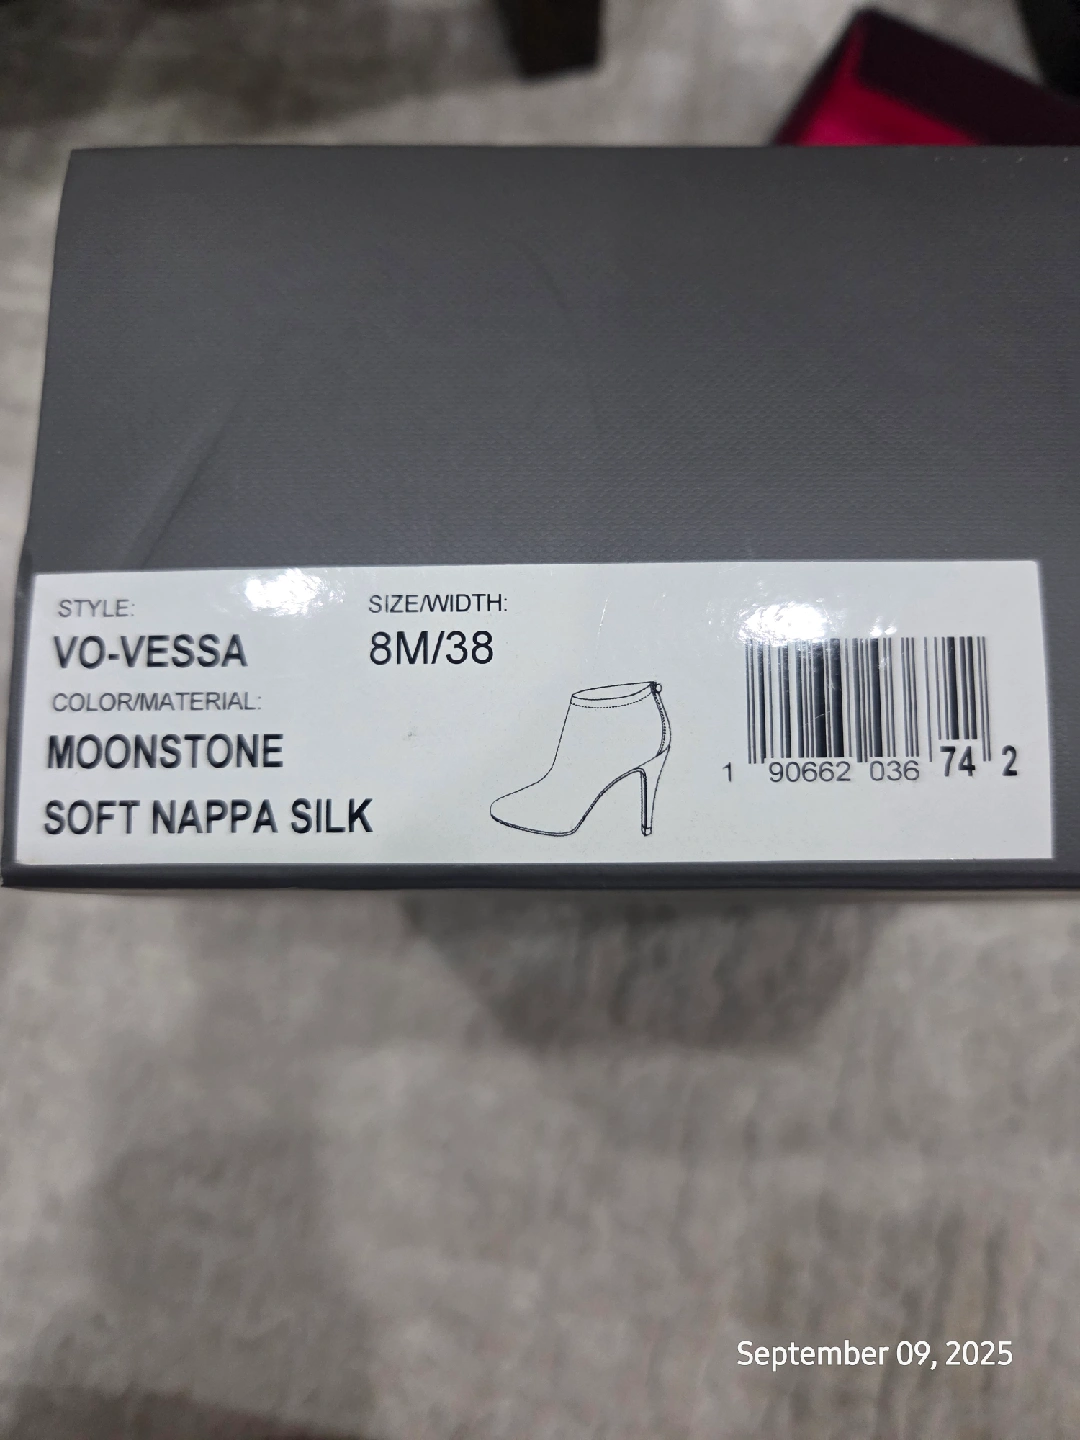 STYLE:
VO-VESSA
SIZE/WIDTH:
8M/38
COLOR/MATERIAL:
MOONSTONE
SOFT NAPPA SILK
1 90662 036 74 2
September 09, 2025